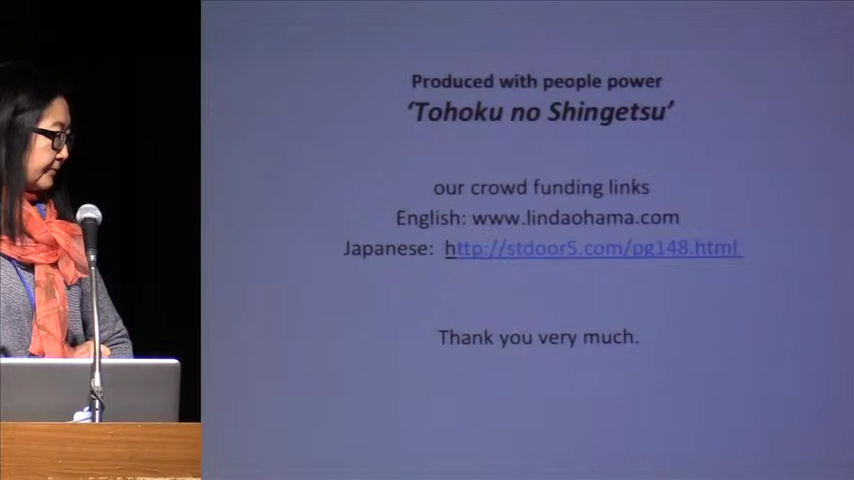 Produced with people power
‘Tohoku no Shingetsu’
our crowd funding links
English: www.lindaohama.com
Japanese: http://stdoor5.com/pg148.html
Thank you very much.